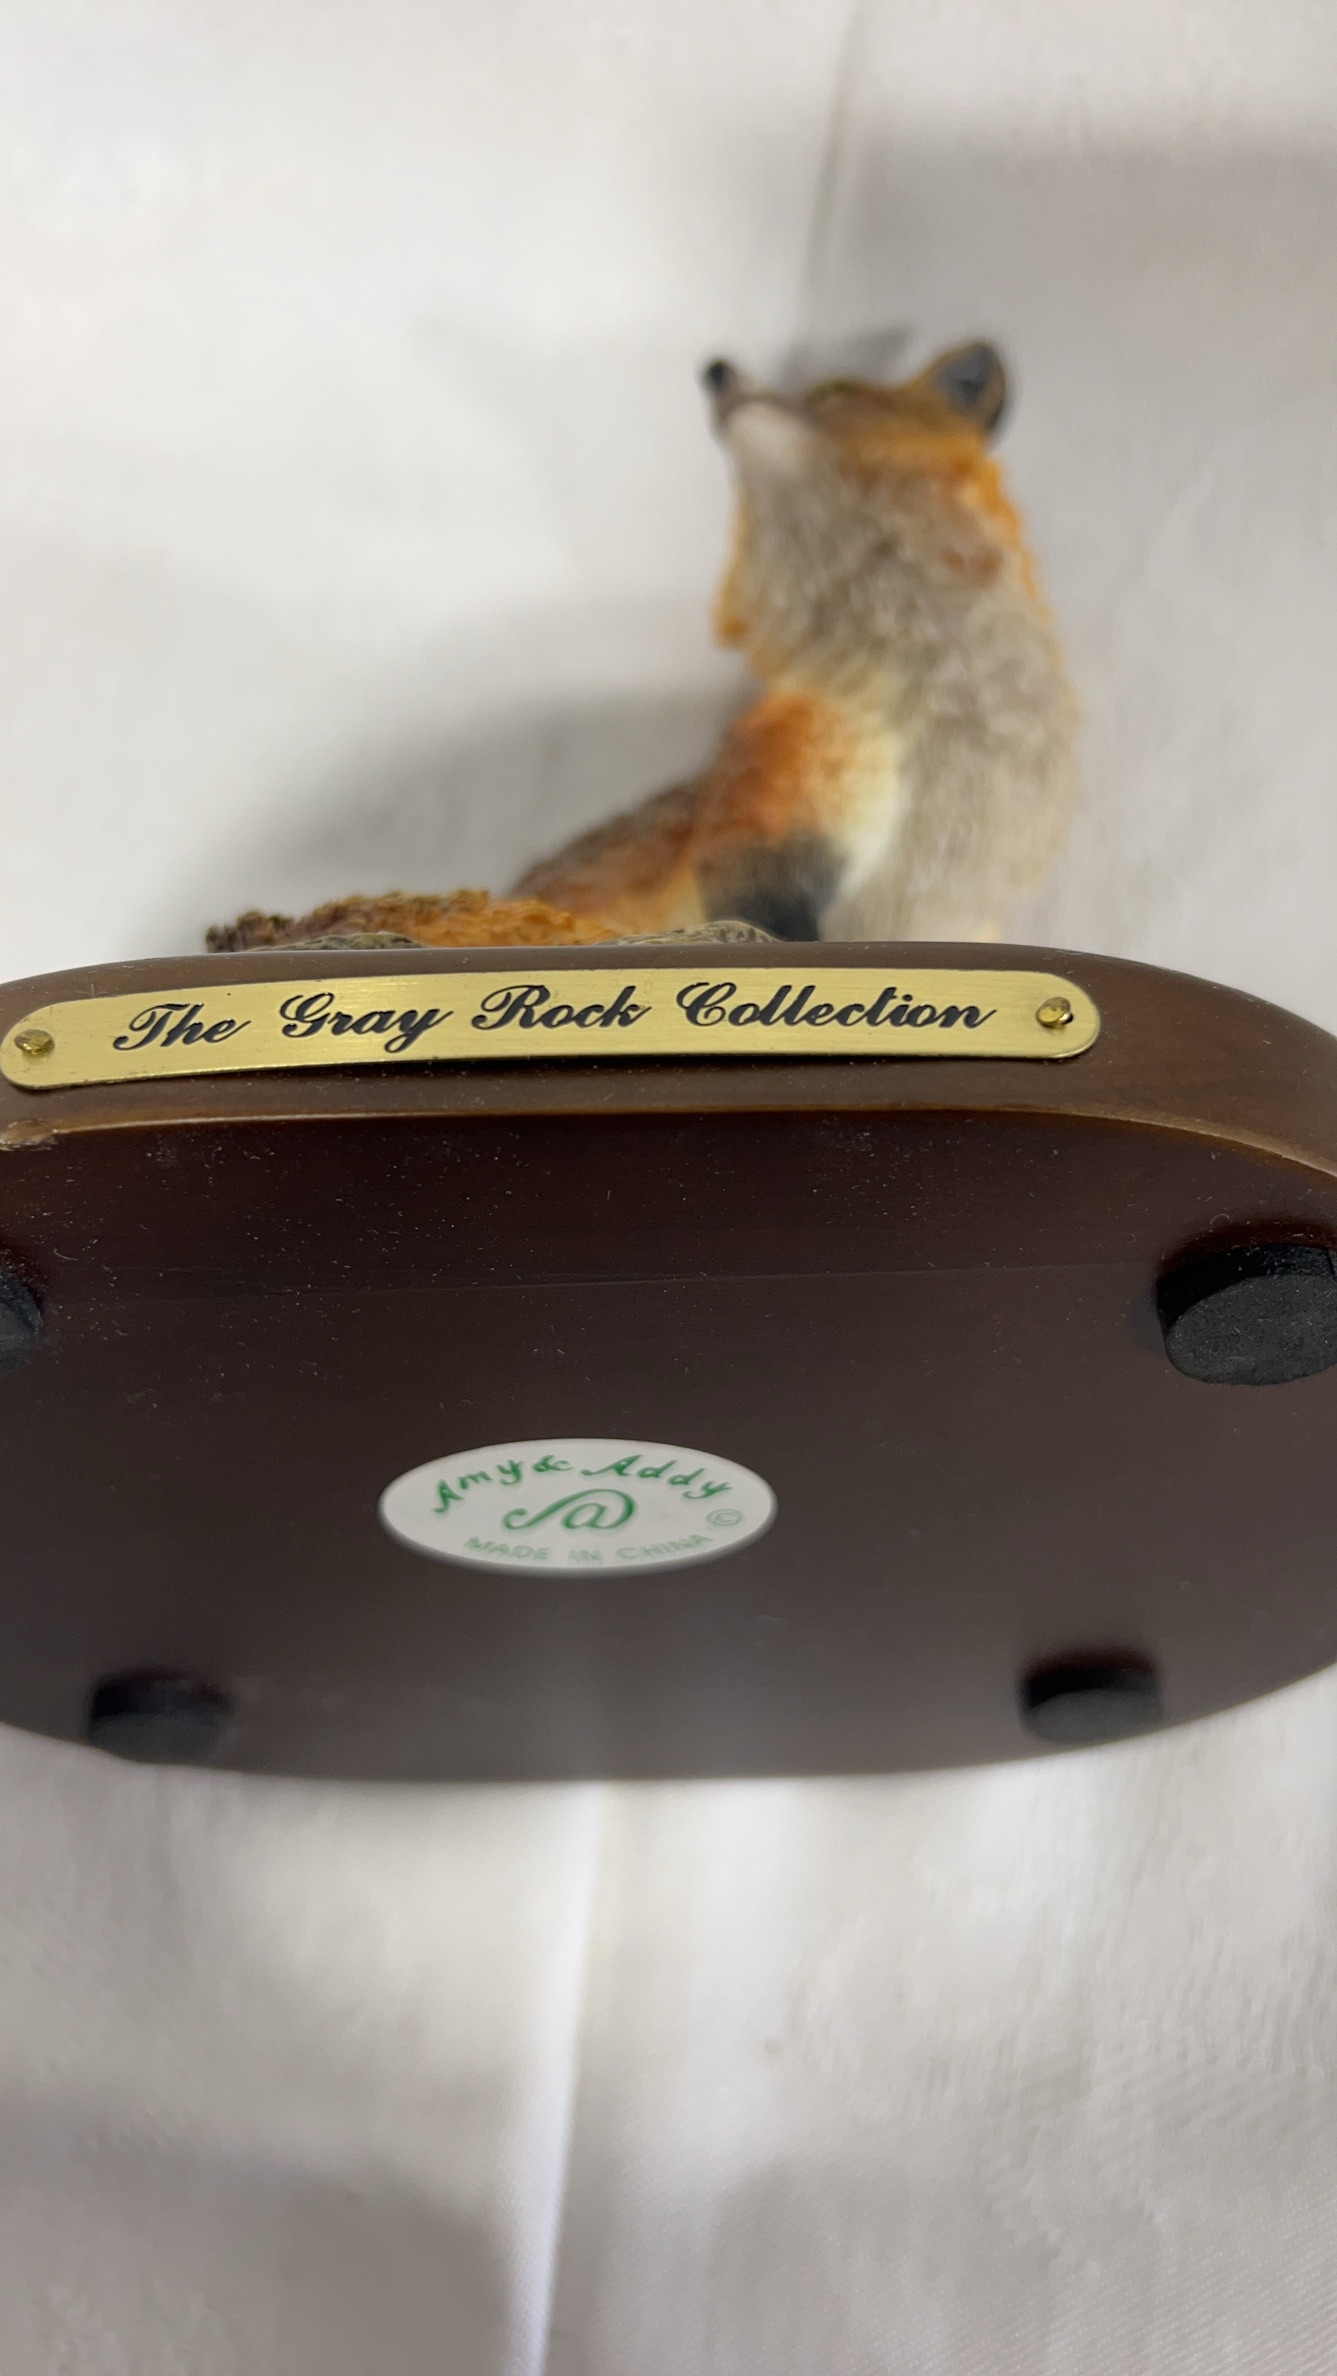 The Gray Rock Collection
Amy & Addy
©
MADE IN CHINA